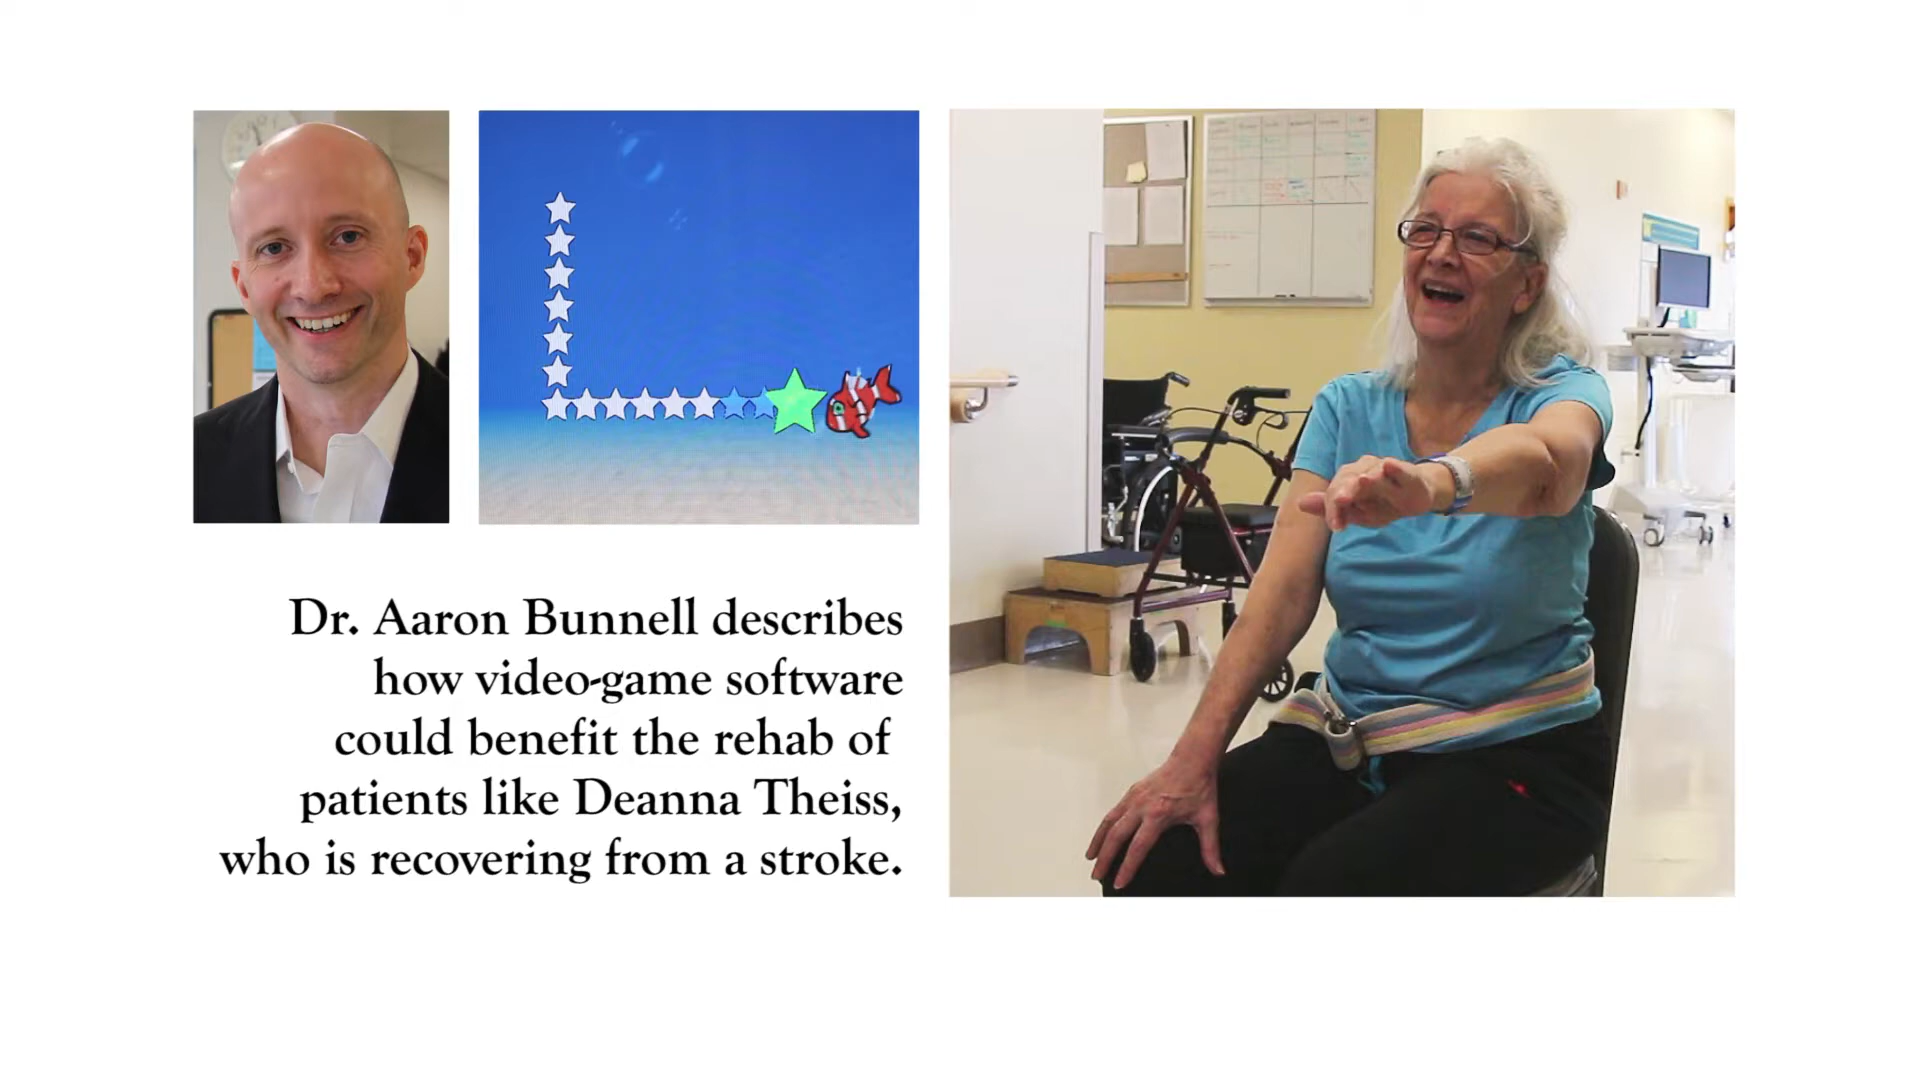 Dr. Aaron Bunnell describes
how video-game software
could benefit the rehab of
patients like Deanna Theiss,
who is recovering from a stroke.